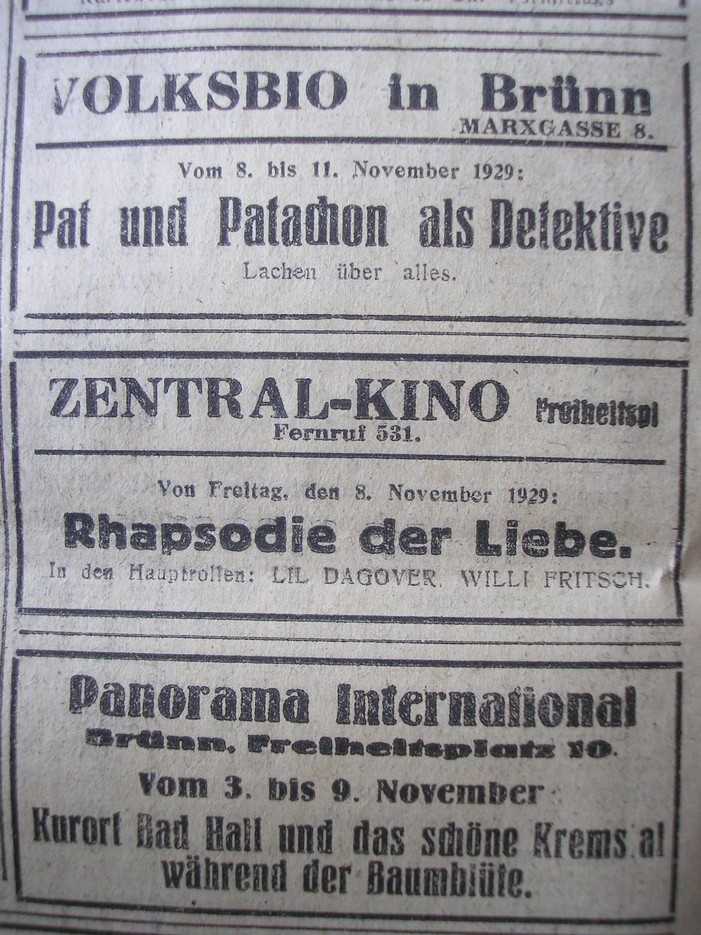 VOLKSBIO in Brünn
MARXGASSE 8.
Vom 8. bis 11. November 1929:
Pat und Patachon als Detektive
Lachen über alles.
ZENTRAL-KINO Freiheitspl
Fernruf 531.
Von Freitag, den 8. November 1929:
Rhapsodie der Liebe.
In den Hauptrollen: LIL DAGOVER, WILLI FRITSCH.
Panorama International
Brünn, Freiheitsplatz 10.
Vom 3. bis 9. November
Kurort Bad Hall und das schöne Krems al
während der Baumblüte.